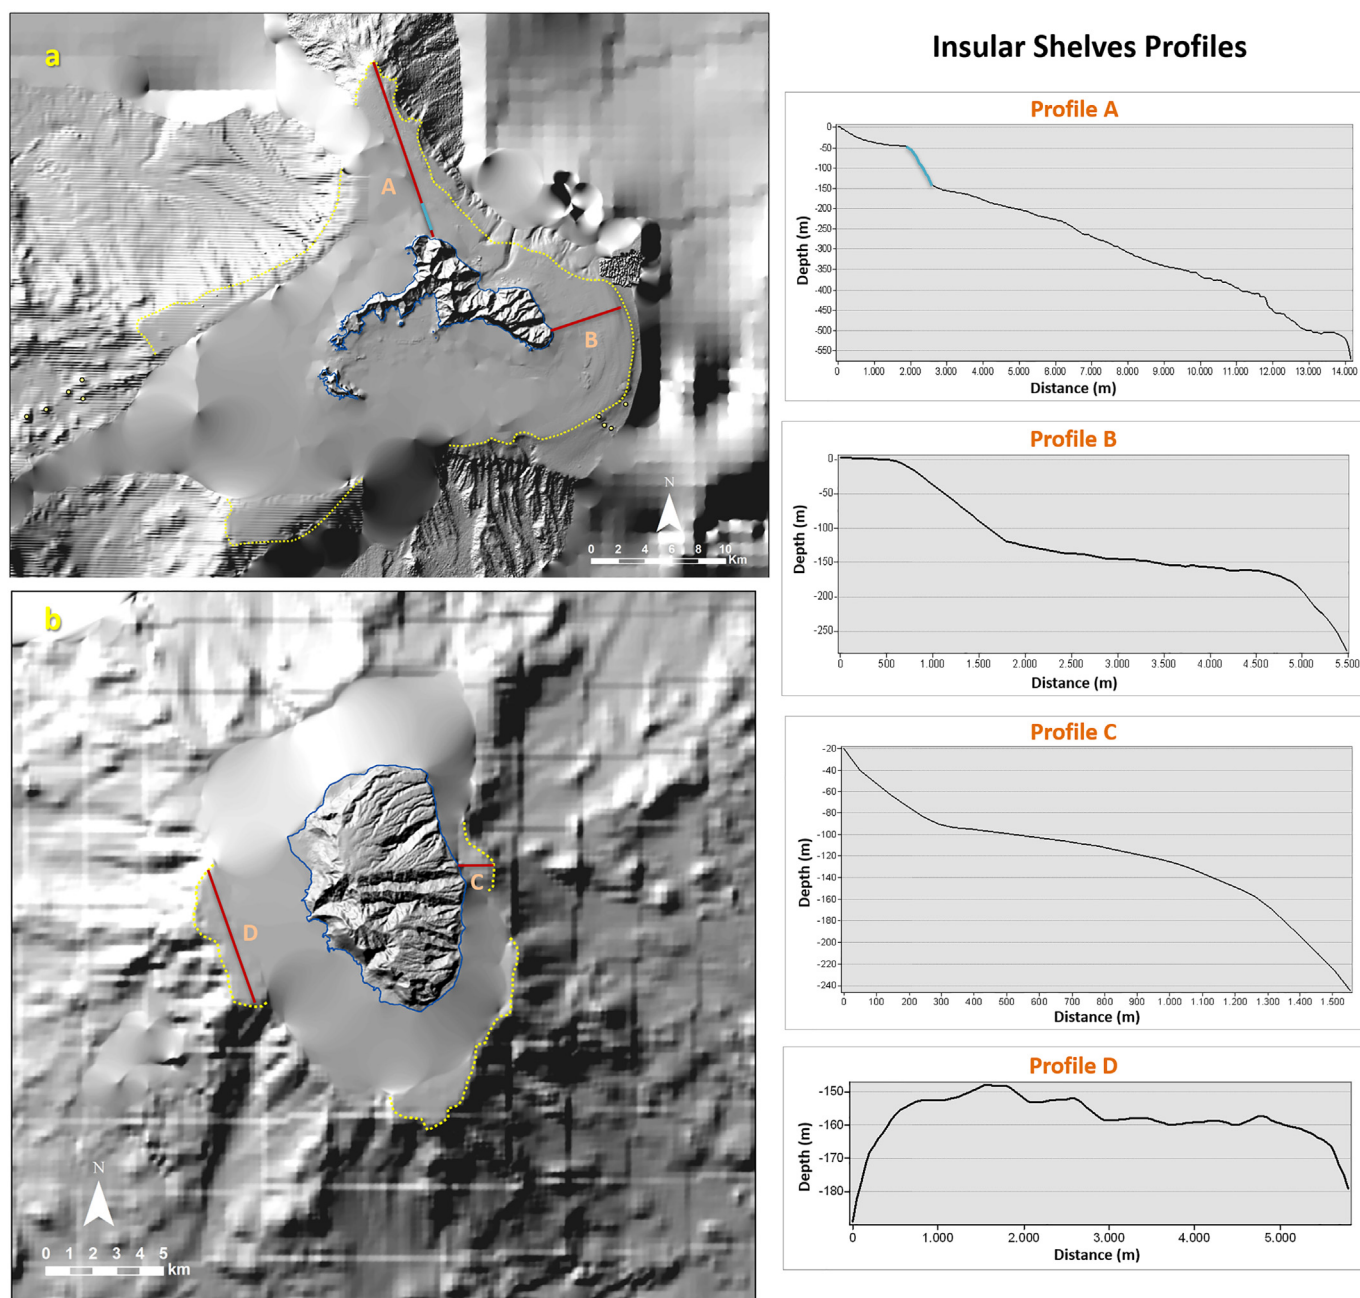 a
A
B
N
0 2 4 6 8 10
Km
b
C
D
N
0 1 2 3 4 5
km
Insular Shelves Profiles
Profile A
Depth (m)
0
-50
-100
-150
-200
-250
-300
-350
-400
-450
-500
-550
0 1.000 2.000 3.000 4.000 5.000 6.000 7.000 8.000 9.000 10.000 11.000 12.000 13.000 14.000
Distance (m)
Profile B
Depth (m)
0
-50
-100
-150
-200
-250
0 500 1.000 1.500 2.000 2.500 3.000 3.500 4.000 4.500 5.000 5.500
Distance (m)
Profile C
Depth (m)
-20
-40
-60
-80
-100
-120
-140
-160
-180
-200
-220
-240
0 100 200 300 400 500 600 700 800 900 1.000 1.100 1.200 1.300 1.400 1.500
Distance (m)
Profile D
Depth (m)
-150
-160
-170
-180
0 1.000 2.000 3.000 4.000 5.000
Distance (m)